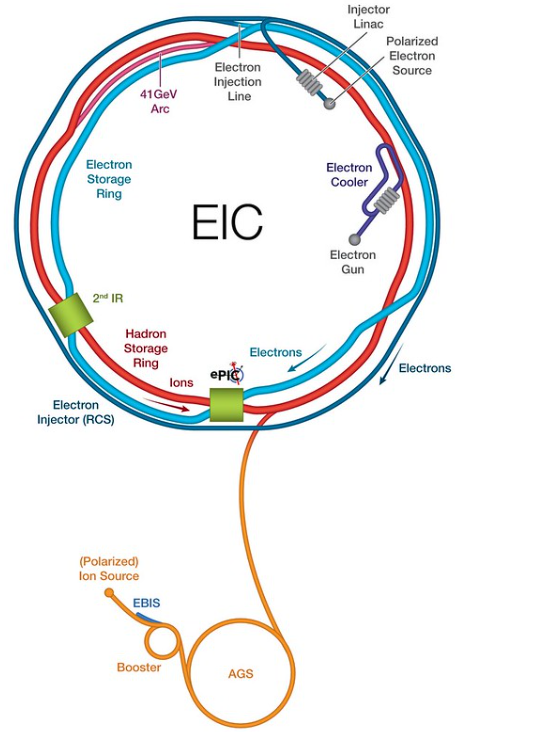 Injector
Linac
Polarized
Electron
Source
Electron
Injection
Line
41GeV
Arc
Electron
Storage
Ring
Electron
Cooler
EIC
Electron
Gun
2nd IR
Hadron
Storage
Ring
Electrons
ePIC
Ions
Electrons
Electron
Injector (RCS)
(Polarized)
Ion Source
EBIS
Booster
AGS